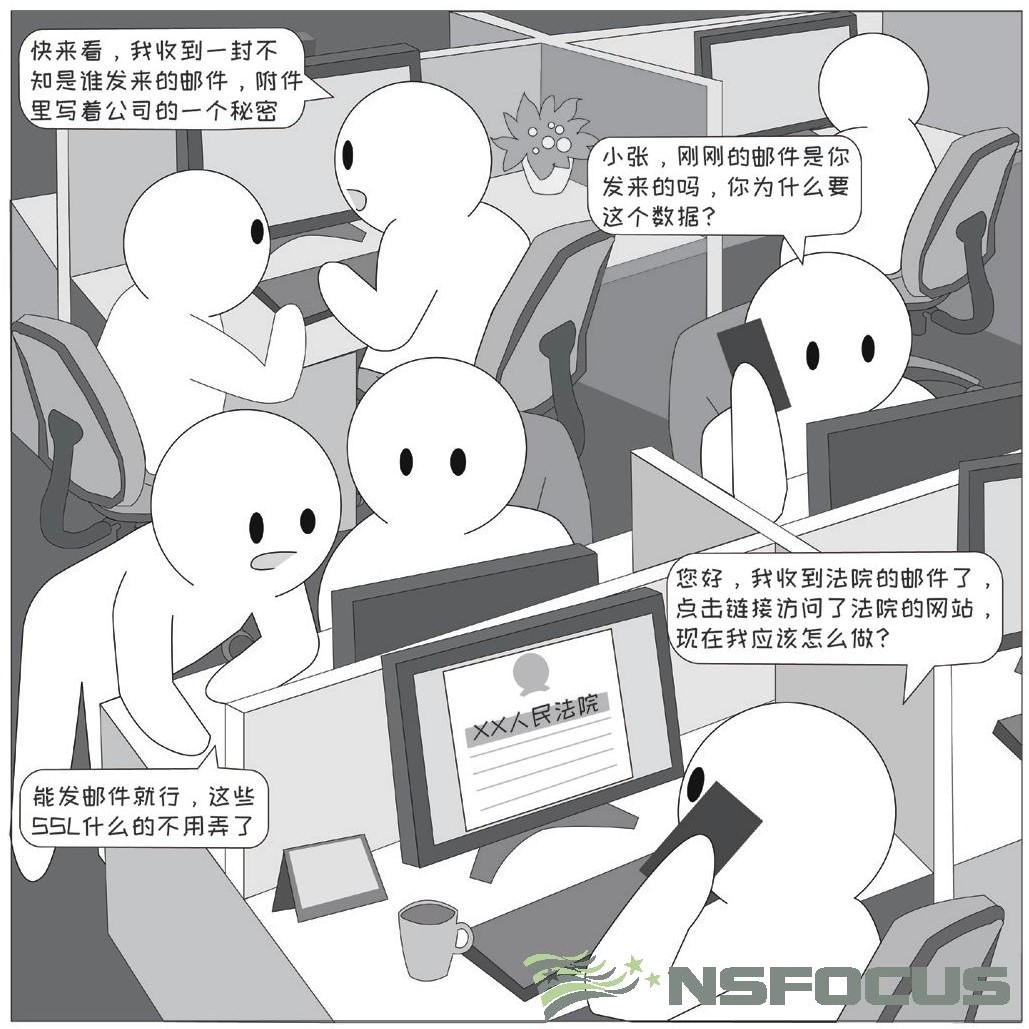 快来看，我收到一封不
知是谁发来的邮件，附件
里写着公司的一个秘密
小张，刚刚的邮件是你
发来的吗，你为什么要
这个数据？
您好，我收到法院的邮件了，
点击链接访问了法院的网站，
现在我应该怎么做？
XX人民法院
能发邮件就行，这些
SSL什么的不用弄了
NSFOCUS